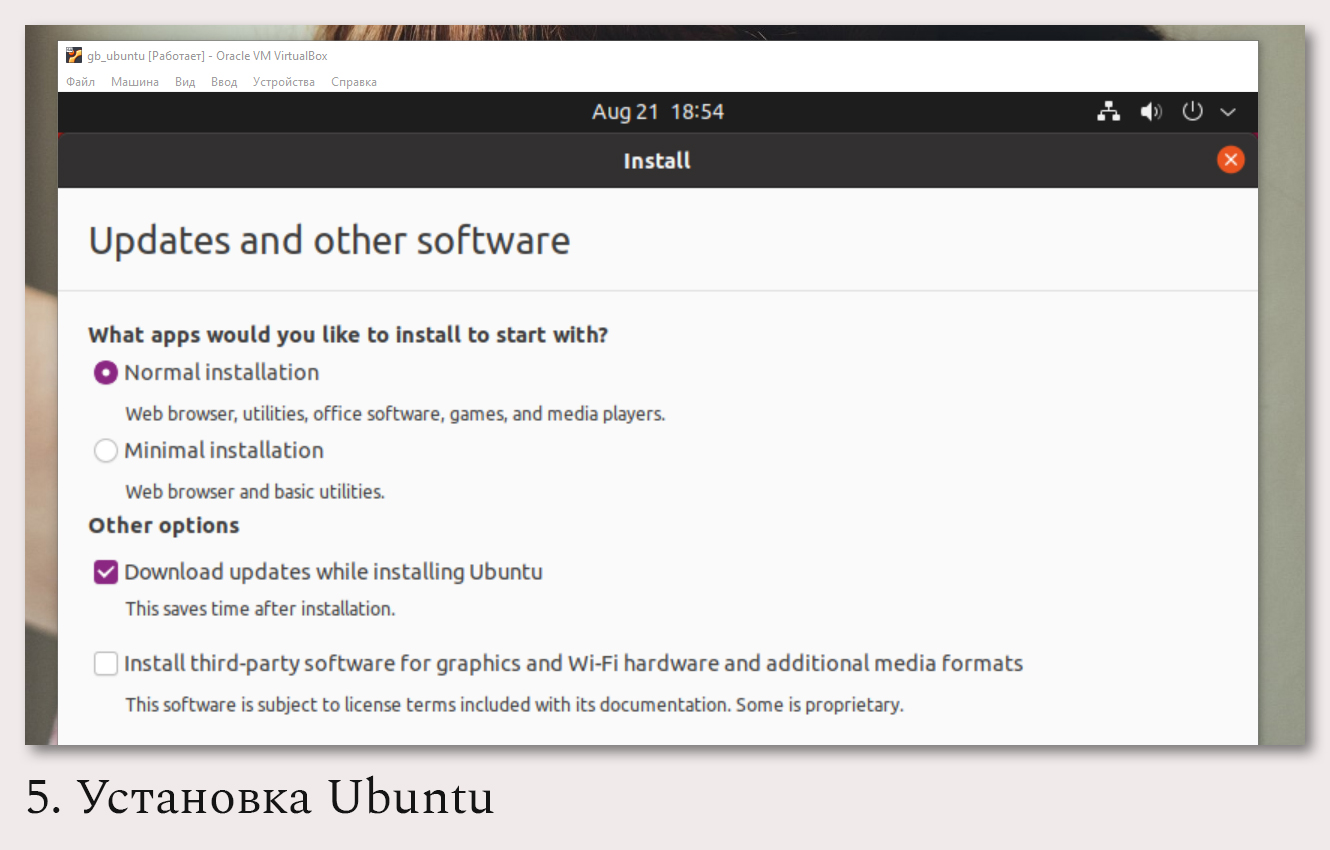 gb_ubuntu [Работает] - Oracle VM VirtualBox
Файл Машина Вид Ввод Устройства Справка
Aug 21 18:54
Install
Updates and other software
What apps would you like to install to start with?
Normal installation
Web browser, utilities, office software, games, and media players.
Minimal installation
Web browser and basic utilities.
Other options
Download updates while installing Ubuntu
This saves time after installation.
Install third-party software for graphics and Wi-Fi hardware and additional media formats
This software is subject to license terms included with its documentation. Some is proprietary.
5. Установка Ubuntu